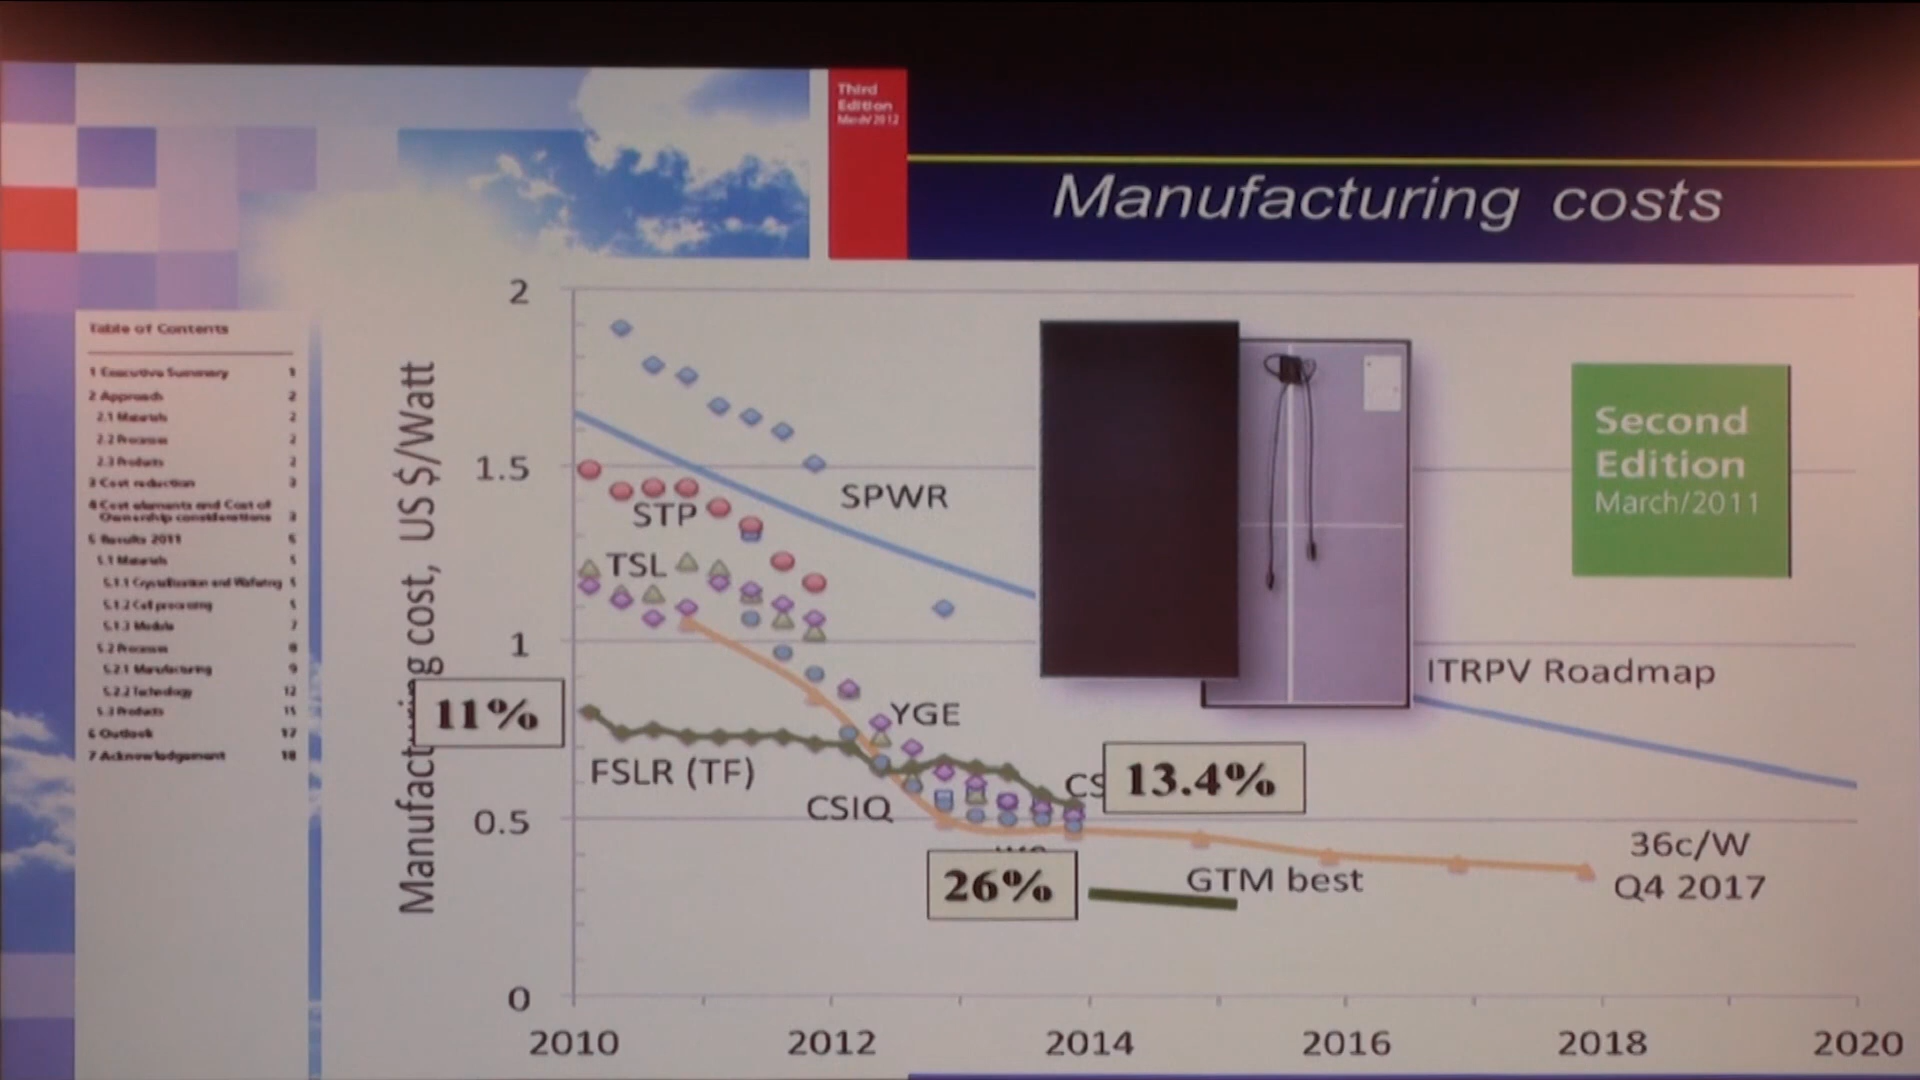 Third
Edition
March/2012
Manufacturing costs
Table of Contents
1 Executive Summary 1
2 Approach 2
2.1 Materials 2
2.2 Processes 2
2.3 Products 2
3 Cost reduction 3
4 Cost elements and Cost of
Ownership considerations 3
5 Results 2011 5
5.1 Materials 5
5.1.1 Crystallization and Wafering 5
5.1.2 Cell processing 5
5.1.3 Module 7
5.2 Processes 8
5.2.1 Manufacturing 9
5.2.2 Technology 12
5.3 Products 15
6 Outlook 17
7 Acknowledgement 18
Manufacturing cost, US $/Watt
2
1.5
1
0.5
0
2010
2012
2014
2016
2018
2020
SPWR
STP
TSL
YGE
FSLR (TF)
CSIQ
CS
11%
13.4%
26%
GTM best
ITRPV Roadmap
36c/W
Q4 2017
Second
Edition
March/2011